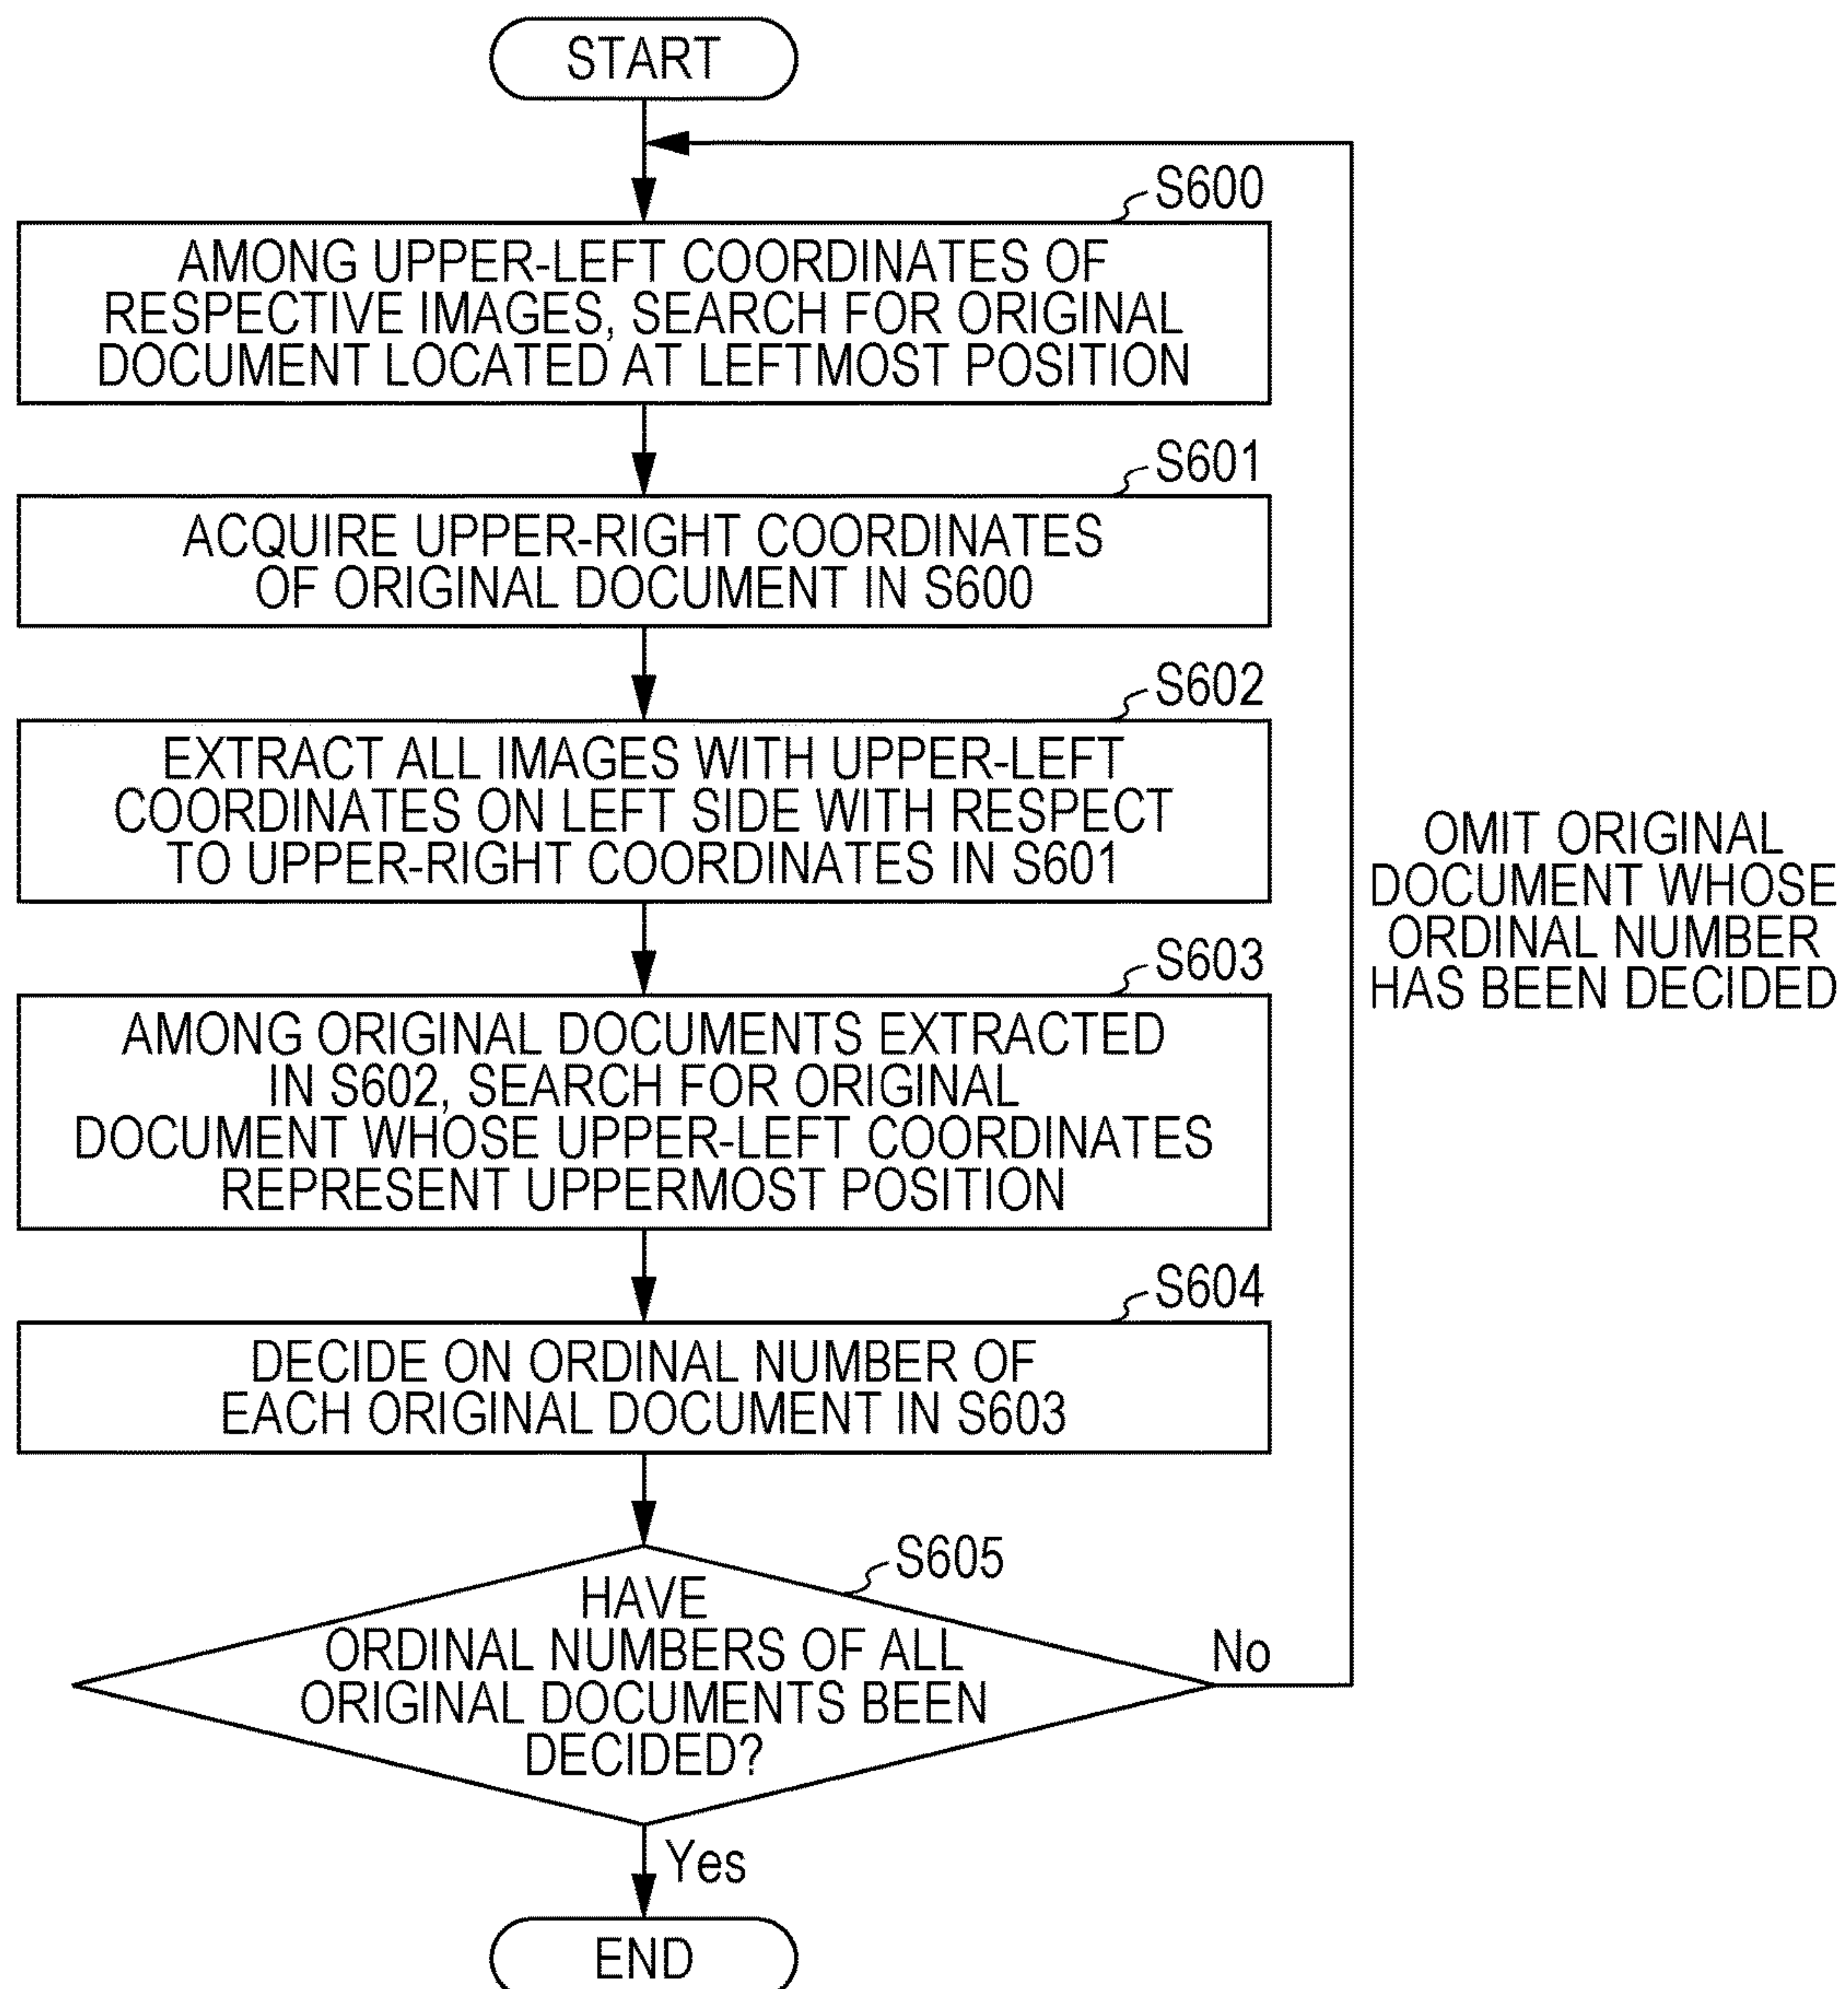 START
S600
AMONG UPPER-LEFT COORDINATES OF
RESPECTIVE IMAGES, SEARCH FOR ORIGINAL
DOCUMENT LOCATED AT LEFTMOST POSITION
S601
ACQUIRE UPPER-RIGHT COORDINATES
OF ORIGINAL DOCUMENT IN S600
S602
EXTRACT ALL IMAGES WITH UPPER-LEFT
COORDINATES ON LEFT SIDE WITH RESPECT
TO UPPER-RIGHT COORDINATES IN S601
OMIT ORIGINAL
DOCUMENT WHOSE
ORDINAL NUMBER
HAS BEEN DECIDED
S603
AMONG ORIGINAL DOCUMENTS EXTRACTED
IN S602, SEARCH FOR ORIGINAL
DOCUMENT WHOSE UPPER-LEFT COORDINATES
REPRESENT UPPERMOST POSITION
S604
DECIDE ON ORDINAL NUMBER OF
EACH ORIGINAL DOCUMENT IN S603
S605
HAVE
ORDINAL NUMBERS OF ALL
ORIGINAL DOCUMENTS BEEN
DECIDED?
No
Yes
END